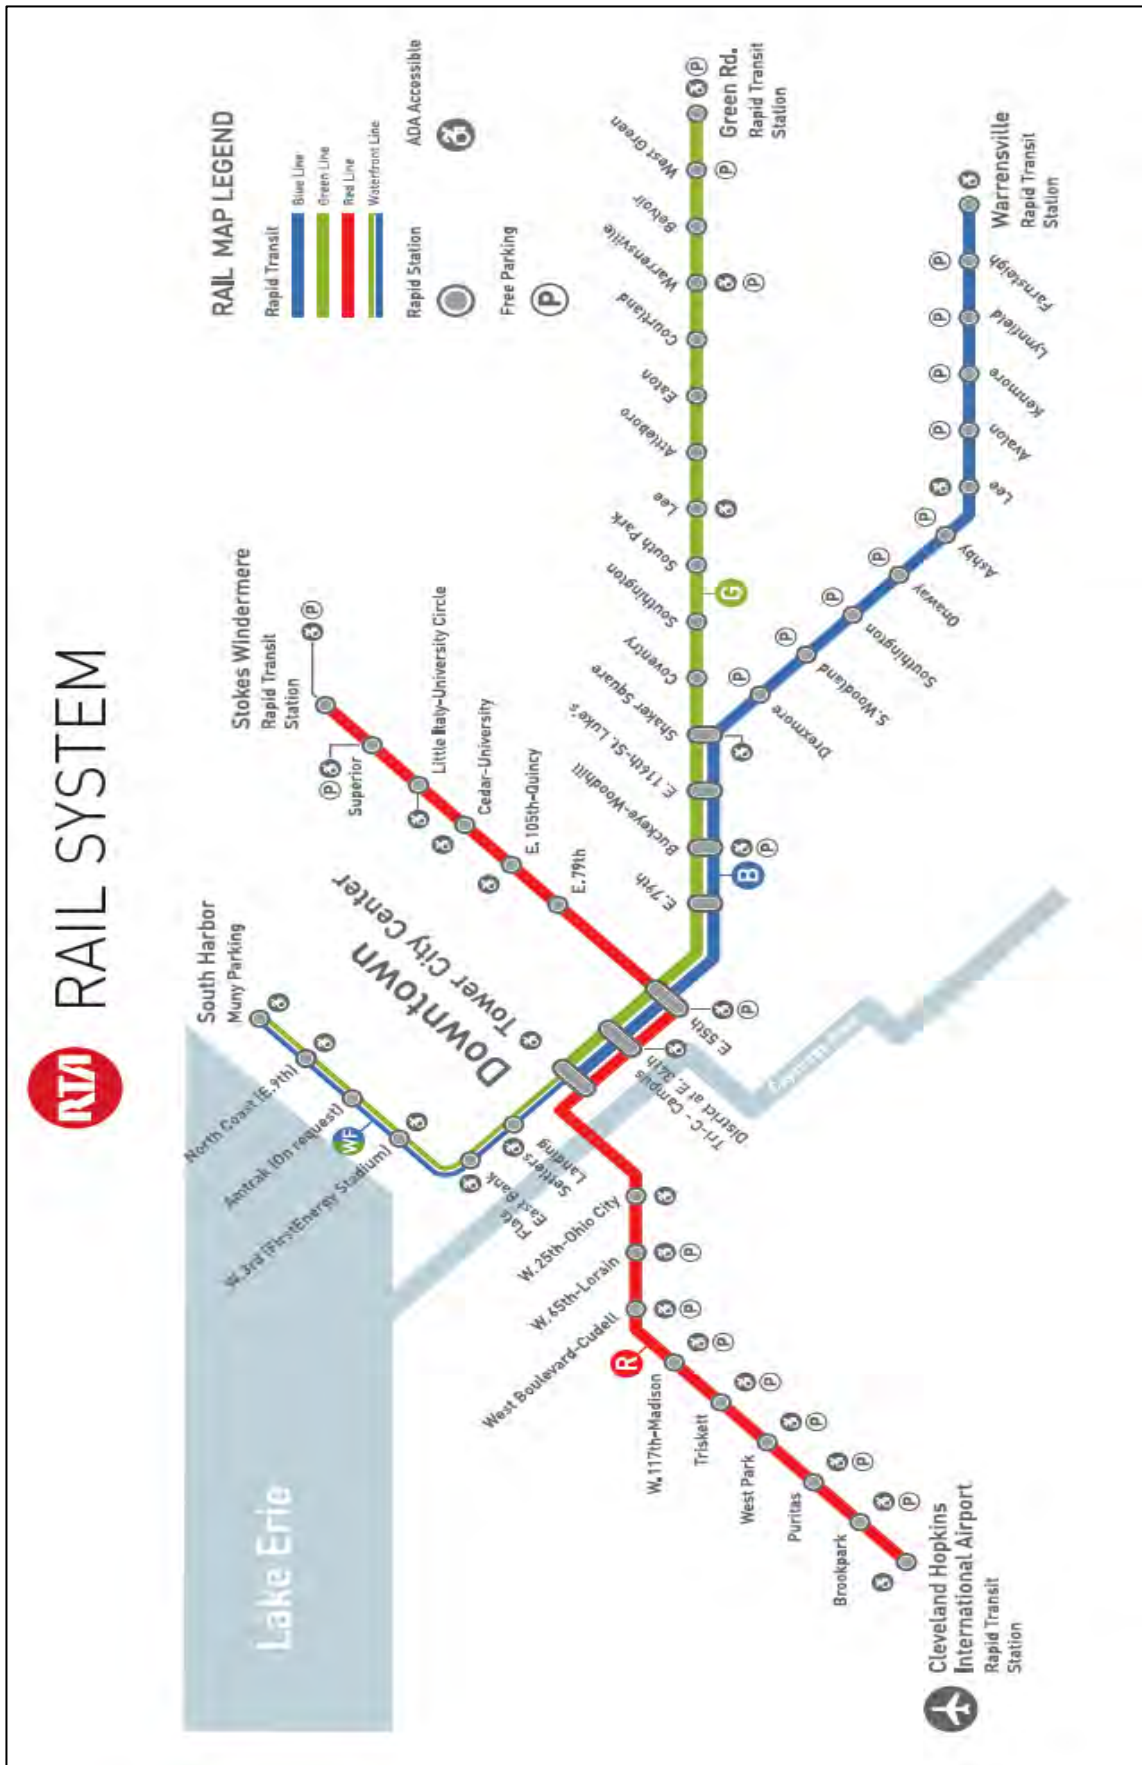 RTA RAIL SYSTEM
RAIL MAP LEGEND
Rapid Transit
Blue Line
Green Line
Red Line
Waterfront Line
Rapid Station
ADA Accessible
Free Parking
P
Lake Erie
South Harbor
Muny Parking
North Coast (E.9th)
Amtrak (On request)
WF
W.3rd (FirstEnergy Stadium)
Flats
East Bank
Settlers
Landing
Downtown
Tower City Center
Tri-C - Campus
District at E. 34th
E.55th
Stokes Windermere
Rapid Transit
Station
P
Superior
P
Little Italy-University Circle
Cedar-University
E.105th-Quincy
E.79th
E.79th
Buckeye-Woodhill
P
B
E.116th-St. Luke's
Shaker Square
Coventry
Southington
G
South Park
Lee
Attleboro
Eaton
Courtland
Warrensville
P
Belvoir
West Green
P
P
Green Rd.
Rapid Transit
Station
P
Drexmore
P
S.Woodland
P
Southington
P
Onaway
P
Ashby
P
Lee
Avalon
P
Kenmore
P
Lynnfield
P
Farnsleigh
P
Warrensville
Rapid Transit
Station
W.25th-Ohio City
W.65th-Lorain
P
West Boulevard-Cudell
P
R
W.117th-Madison
P
Triskett
P
West Park
P
Puritas
P
Brookpark
P
Cleveland Hopkins
International Airport
Rapid Transit
Station